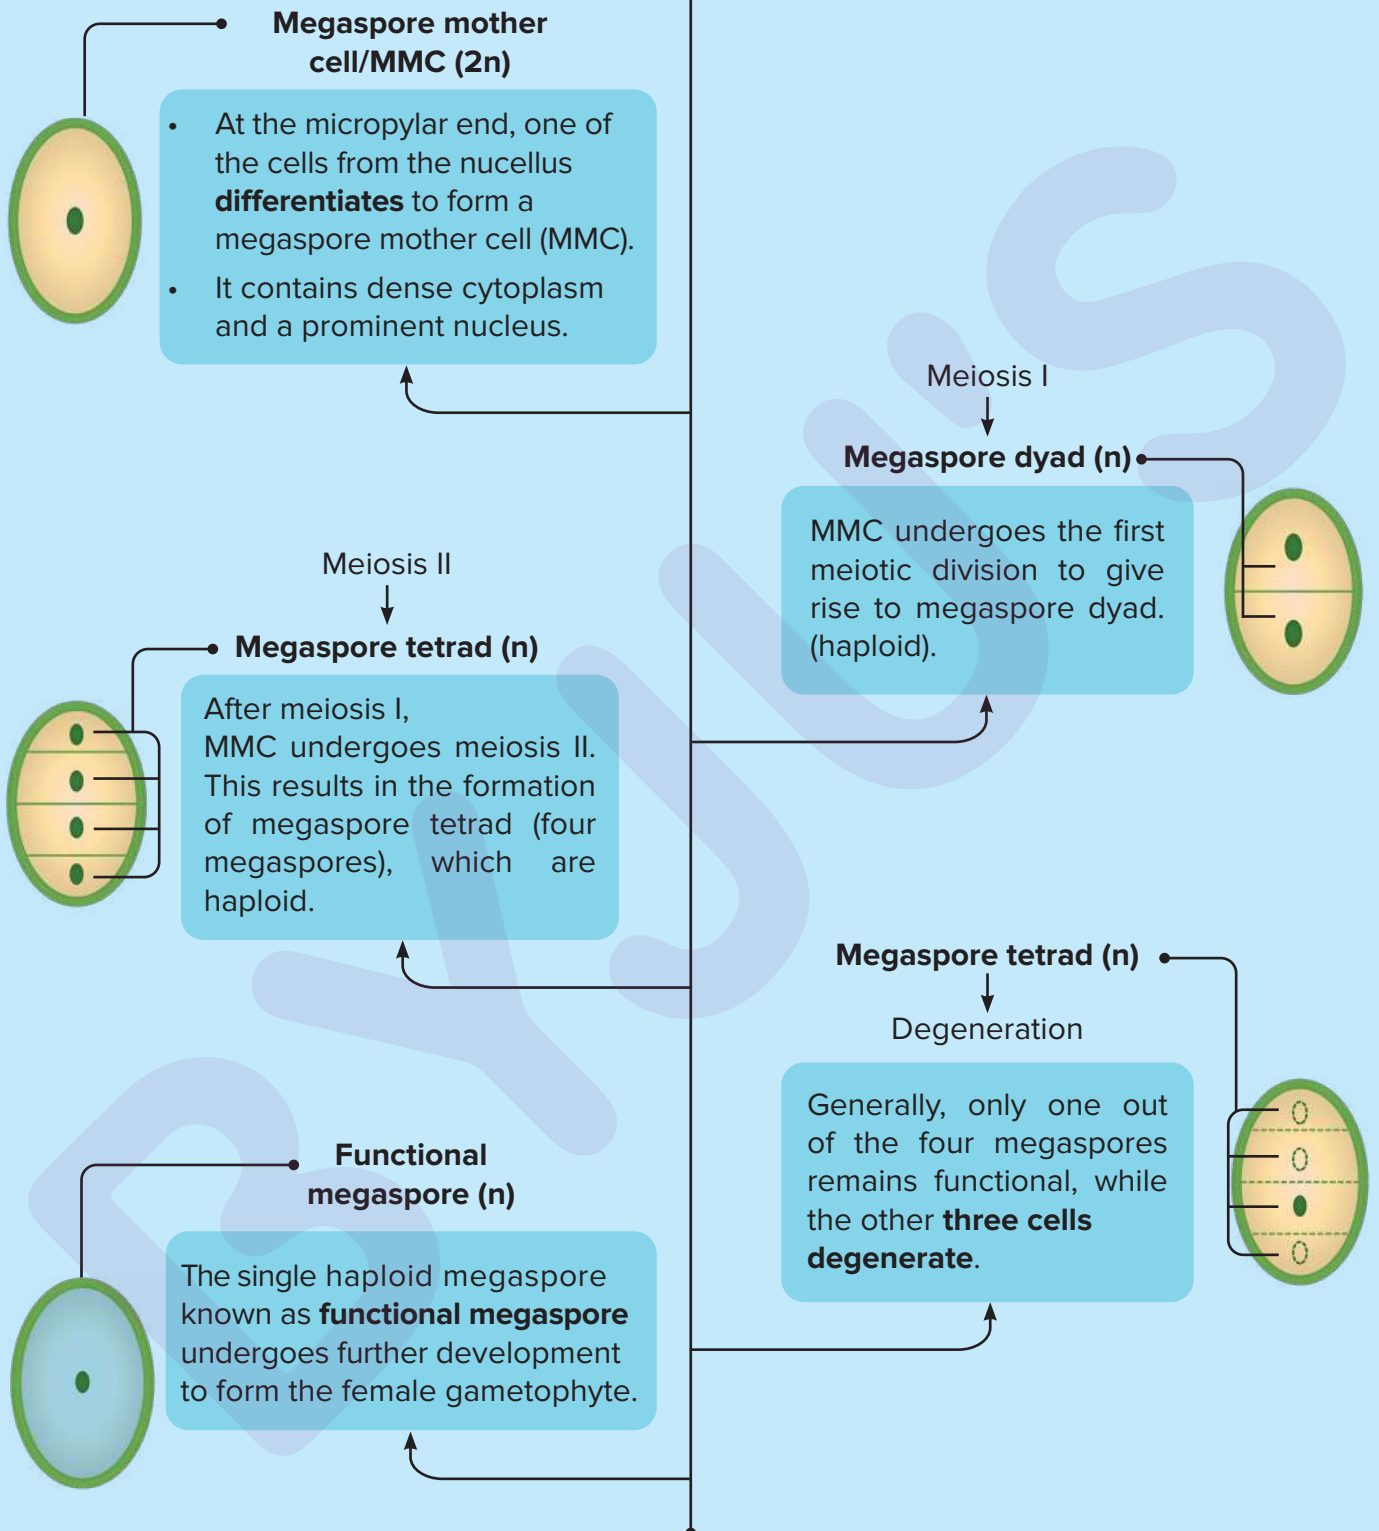 Megaspore mother
cell/MMC (2n)
• At the micropylar end, one of
the cells from the nucellus
differentiates to form a
megaspore mother cell (MMC).
• It contains dense cytoplasm
and a prominent nucleus.
Meiosis I
Megaspore dyad (n)
MMC undergoes the first
meiotic division to give
rise to megaspore dyad.
(haploid).
Meiosis II
Megaspore tetrad (n)
After meiosis I,
MMC undergoes meiosis II.
This results in the formation
of megaspore tetrad (four
megaspores), which are
haploid.
Megaspore tetrad (n)
Degeneration
Generally, only one out
of the four megaspores
remains functional, while
the other three cells
degenerate.
Functional
megaspore (n)
The single haploid megaspore
known as functional megaspore
undergoes further development
to form the female gametophyte.
BYJU'S